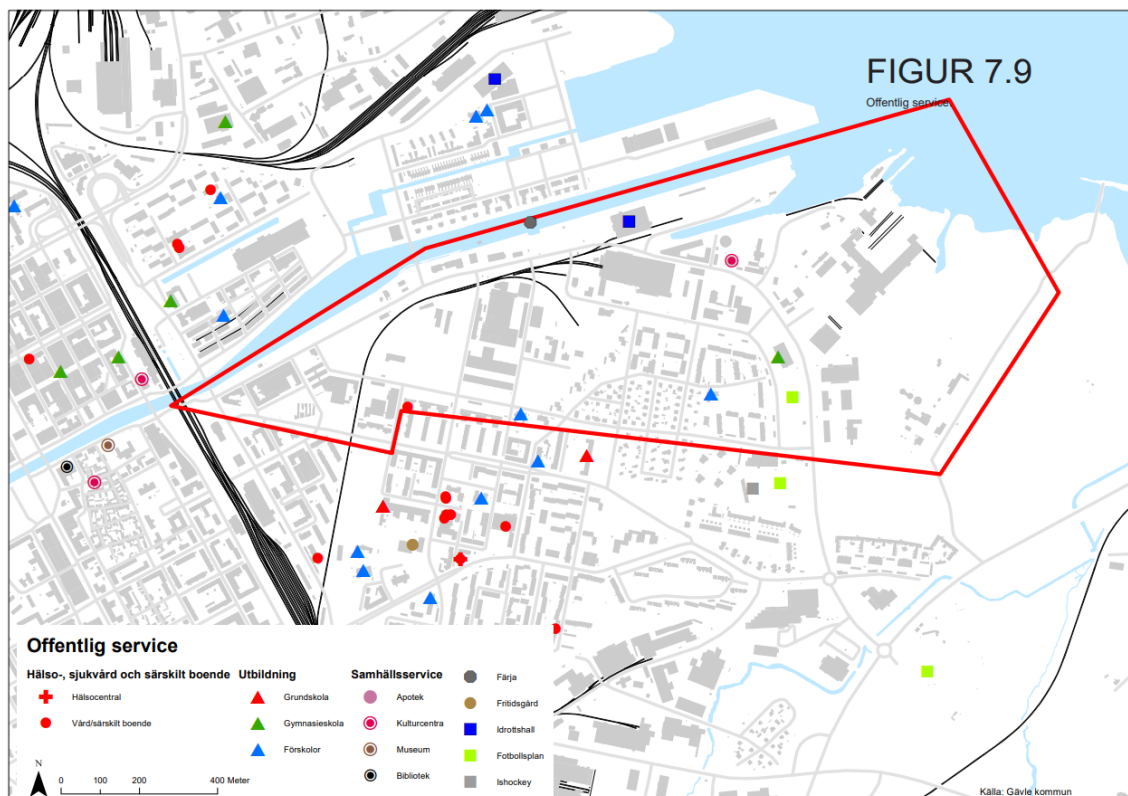 FIGUR 7.9
Offentlig service
Offentlig service
Hälso-, sjukvård och särskilt boende
Hälsocentral
Vård/särskilt boende
Utbildning
Grundskola
Gymnasieskola
Förskolor
Samhällsservice
Apotek
Kulturcentra
Museum
Bibliotek
Färja
Fritidsgård
Idrottshall
Fotbollsplan
Ishockey
N
0 100 200 400 Meter
Källa: Gävle kommun